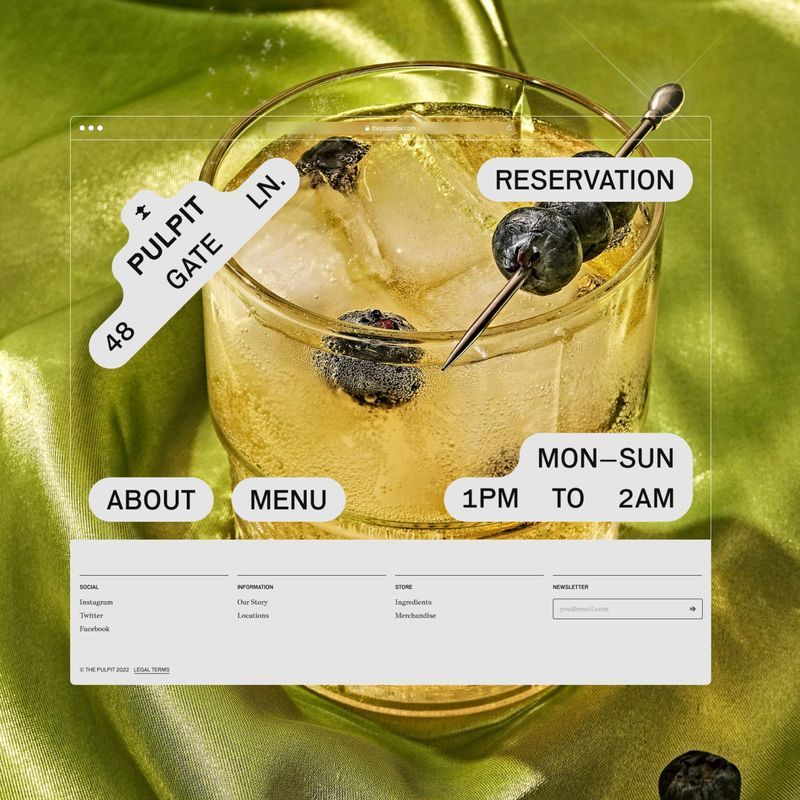 thepulpitbar.com
PULPIT
48 GATE LN.
RESERVATION
ABOUT
MENU
MON—SUN
1PM TO 2AM
SOCIAL
Instagram
Twitter
Facebook
INFORMATION
Our Story
Locations
STORE
Ingredients
Merchandise
NEWSLETTER
you@email.com
© THE PULPIT 2022 LEGAL TERMS